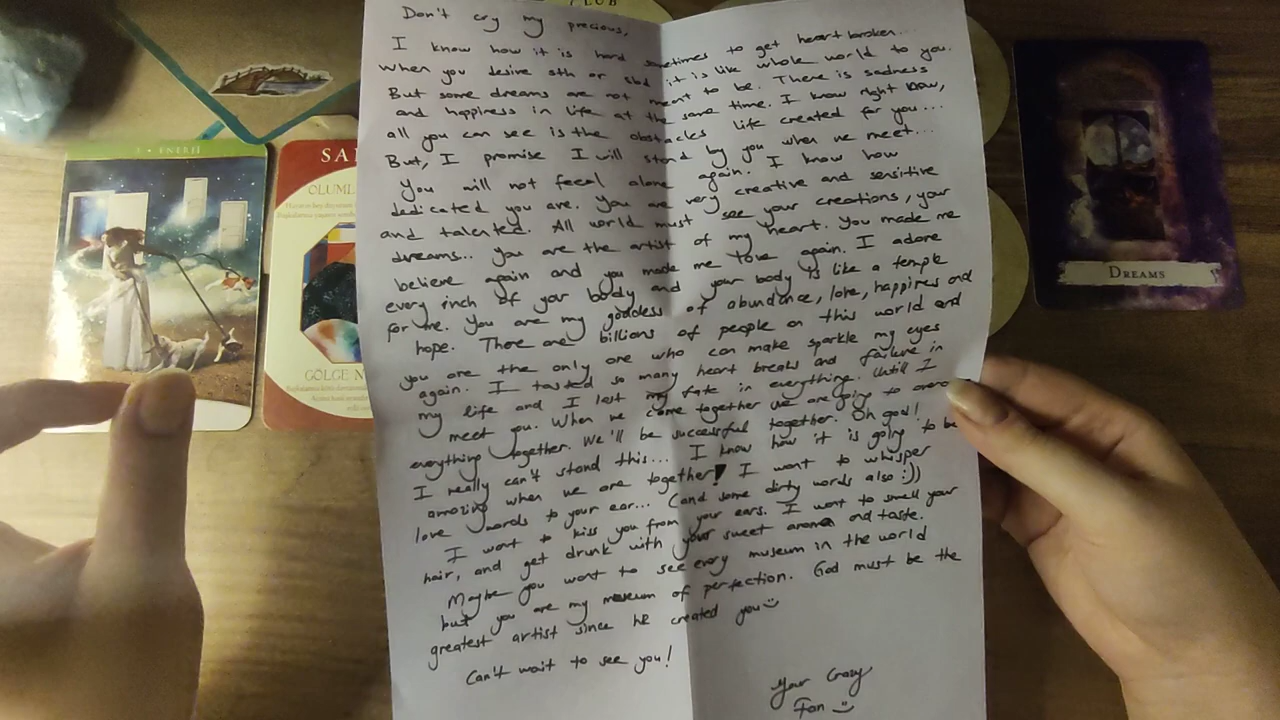 CLUB
Don't cry my precious,
I know how it is hard sometimes to get heart broken...
When you desire sth or sbd it is like whole world to you.
But some dreams are not meant to be. There is sadness
and happiness in life at the same time. I know right now,
all you can see is the obstacles life created for you...
But, I promise I will stand by you when we meet...
You will not feeal alone again. I know how
dedicated you are. You are very creative and sensitive
and talented. All world must see your creations, your
dreams... You are the artist of my heart. You made me
believe again and you made me love again. I adore
every inch of your body and your body is like a temple
for me. You are my goddess of abundance, love, happines and
hope. There are billions of people on this world and
you are the only one who can make sparkle my eyes
again. I tasted so many heart breaks and failure in
my life and I lost my fate in everything. Untill I
meet you. When we come together we are going to
everything together. We'll be successful together. Oh god!
I really can't stand this... I know how it is going to be
amazing when we are together! I want to whisper
love words to your ear... (and some dirty words also :))
I want to kiss you from your ears. I want to smell your
hair, and get drunk with your sweet aroma and taste.
Maybe you want to see every museum in the world
but you are my museum of perfection. God must be the
greatest artist since he created you
Can't wait to see you!
Your Crazy
Fan
ENERJİ
SA
OLUML
GÖLGE N
DREAMS